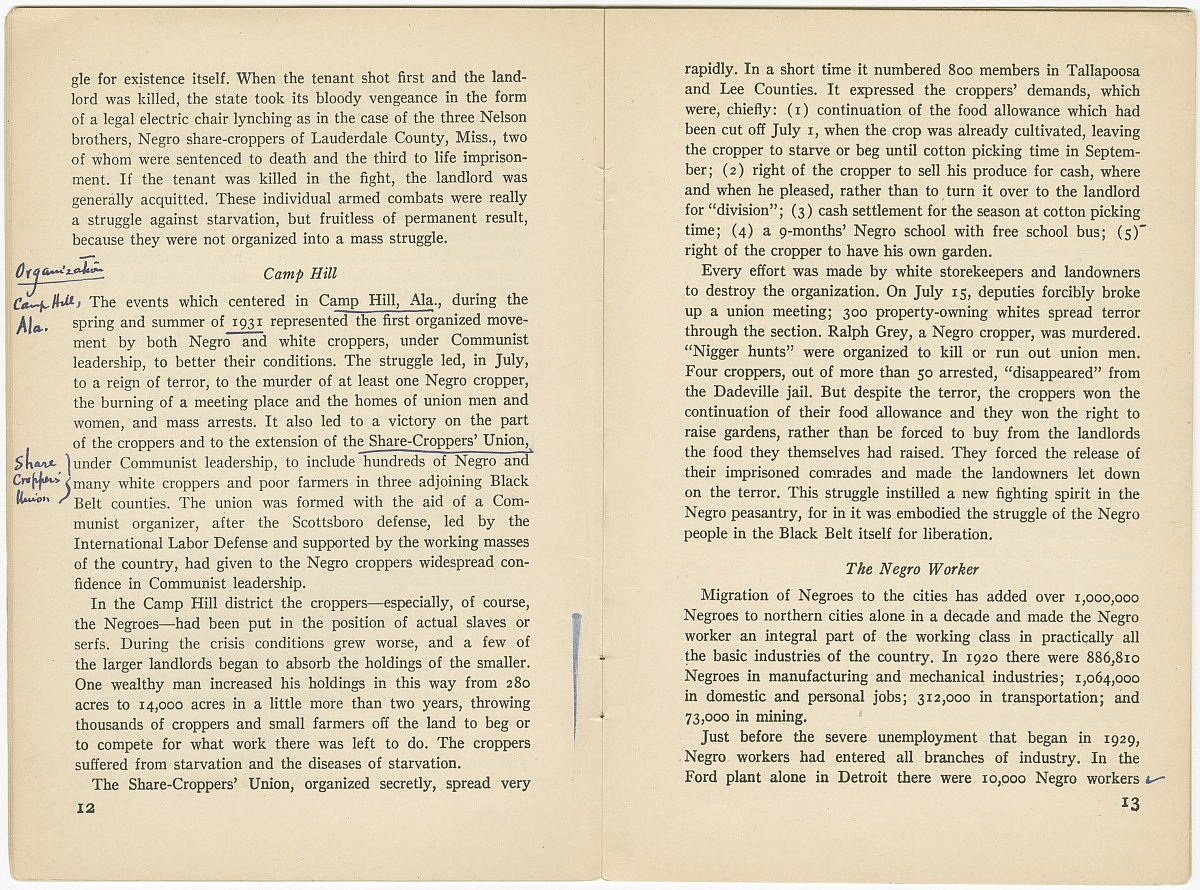 gle for existence itself. When the tenant shot first and the land-
lord was killed, the state took its bloody vengeance in the form
of a legal electric chair lynching as in the case of the three Nelson
brothers, Negro share-croppers of Lauderdale County, Miss., two
of whom were sentenced to death and the third to life imprison-
ment. If the tenant was killed in the fight, the landlord was
generally acquitted. These individual armed combats were really
a struggle against starvation, but fruitless of permanent result,
because they were not organized into a mass struggle.
Organization
Camp Hill
Camp Hill,
Ala.
The events which centered in Camp Hill, Ala., during the
spring and summer of 1931 represented the first organized move-
ment by both Negro and white croppers, under Communist
leadership, to better their conditions. The struggle led, in July,
to a reign of terror, to the murder of at least one Negro cropper,
the burning of a meeting place and the homes of union men and
women, and mass arrests. It also led to a victory on the part
of the croppers and to the extension of the Share-Croppers' Union,
Share
Croppers'
Union
under Communist leadership, to include hundreds of Negro and
many white croppers and poor farmers in three adjoining Black
Belt counties. The union was formed with the aid of a Com-
munist organizer, after the Scottsboro defense, led by the
International Labor Defense and supported by the working masses
of the country, had given to the Negro croppers widespread con-
fidence in Communist leadership.
In the Camp Hill district the croppers—especially, of course,
the Negroes—had been put in the position of actual slaves or
serfs. During the crisis conditions grew worse, and a few of
the larger landlords began to absorb the holdings of the smaller.
One wealthy man increased his holdings in this way from 280
acres to 14,000 acres in a little more than two years, throwing
thousands of croppers and small farmers off the land to beg or
to compete for what work there was left to do. The croppers
suffered from starvation and the diseases of starvation.
The Share-Croppers' Union, organized secretly, spread very
12
rapidly. In a short time it numbered 800 members in Tallapoosa
and Lee Counties. It expressed the croppers' demands, which
were, chiefly: (1) continuation of the food allowance which had
been cut off July 1, when the crop was already cultivated, leaving
the cropper to starve or beg until cotton picking time in Septem-
ber; (2) right of the cropper to sell his produce for cash, where
and when he pleased, rather than to turn it over to the landlord
for "division"; (3) cash settlement for the season at cotton picking
time; (4) a 9-months' Negro school with free school bus; (5)
right of the cropper to have his own garden.
Every effort was made by white storekeepers and landowners
to destroy the organization. On July 15, deputies forcibly broke
up a union meeting; 300 property-owning whites spread terror
through the section. Ralph Grey, a Negro cropper, was murdered.
"Nigger hunts" were organized to kill or run out union men.
Four croppers, out of more than 50 arrested, "disappeared" from
the Dadeville jail. But despite the terror, the croppers won the
continuation of their food allowance and they won the right to
raise gardens, rather than be forced to buy from the landlords
the food they themselves had raised. They forced the release of
their imprisoned comrades and made the landowners let down
on the terror. This struggle instilled a new fighting spirit in the
Negro peasantry, for in it was embodied the struggle of the Negro
people in the Black Belt itself for liberation.
The Negro Worker
Migration of Negroes to the cities has added over 1,000,000
Negroes to northern cities alone in a decade and made the Negro
worker an integral part of the working class in practically all
the basic industries of the country. In 1920 there were 886,810
Negroes in manufacturing and mechanical industries; 1,064,000
in domestic and personal jobs; 312,000 in transportation; and
73,000 in mining.
Just before the severe unemployment that began in 1929,
Negro workers had entered all branches of industry. In the
Ford plant alone in Detroit there were 10,000 Negro workers
13